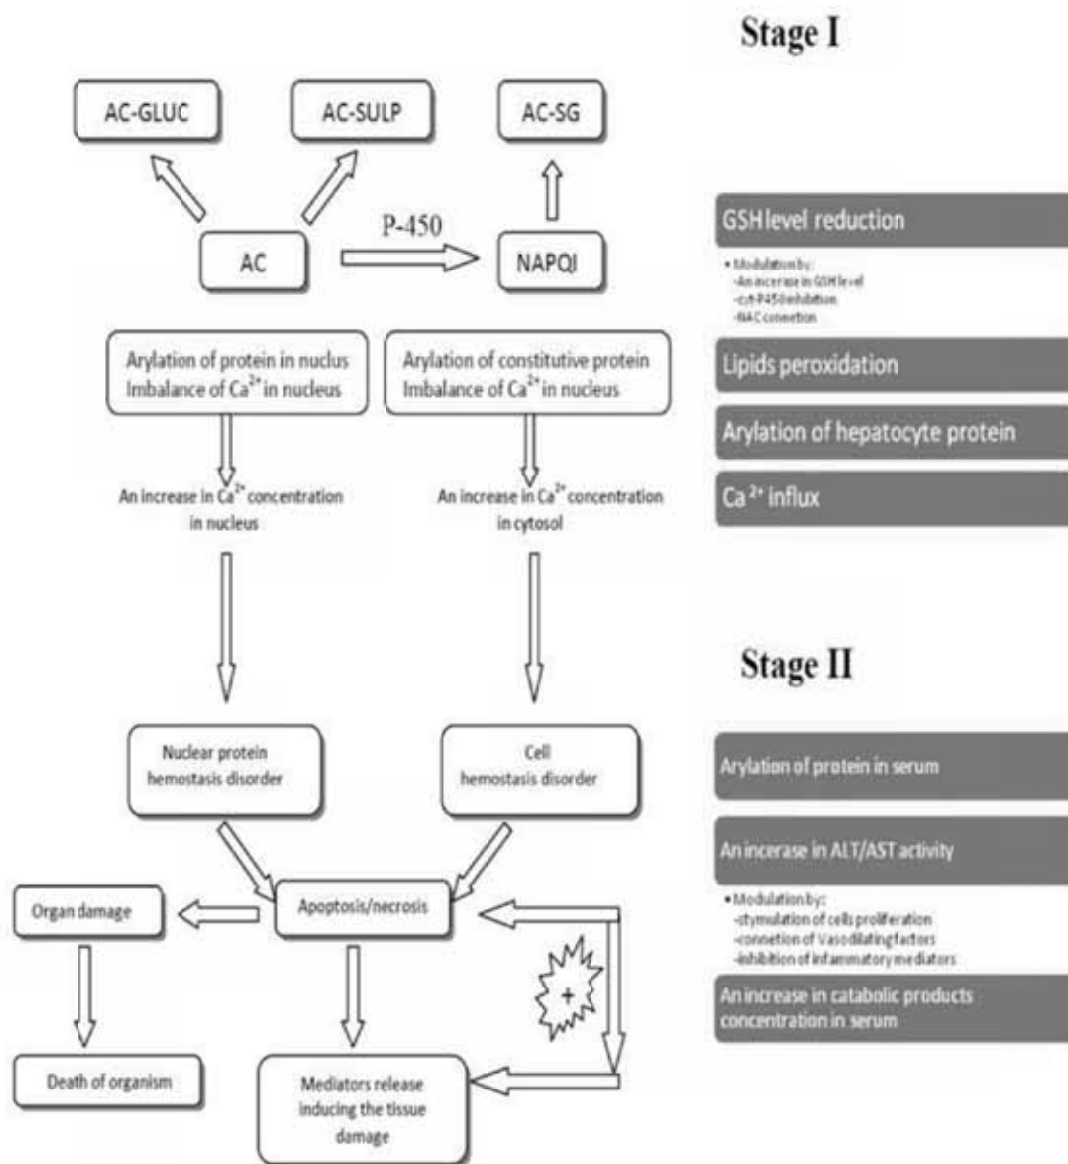 Stage I
AC-GLUC
AC-SULP
AC-SG
P-450
AC
NAPQI
GSH level reduction
• Modulation by:
-An incerase in GSH level
-cyt-P450 inhibition
-NAC connetion
Arylation of protein in nuclus
Imbalance of Ca²⁺ in nucleus
Arylation of constitutive protein
Imbalance of Ca²⁺ in nucleus
Lipids peroxidation
Arylation of hepatocyte protein
An increase in Ca²⁺ concentration
in nucleus
An increase in Ca²⁺ concentration
in cytosol
Ca ²⁺ influx
Stage II
Nuclear protein
hemostasis disorder
Cell
hemostasis disorder
Arylation of protein in serum
An incerase in ALT/AST activity
• Modulation by:
-stymulation of cells proliferation
-connetion of Vasodilating factors
-inhibition of infammatory mediators
Organ damage
Apoptosis/necrosis
+
An increase in catabolic products
concentration in serum
Death of organism
Mediators release
inducing the tissue
damage